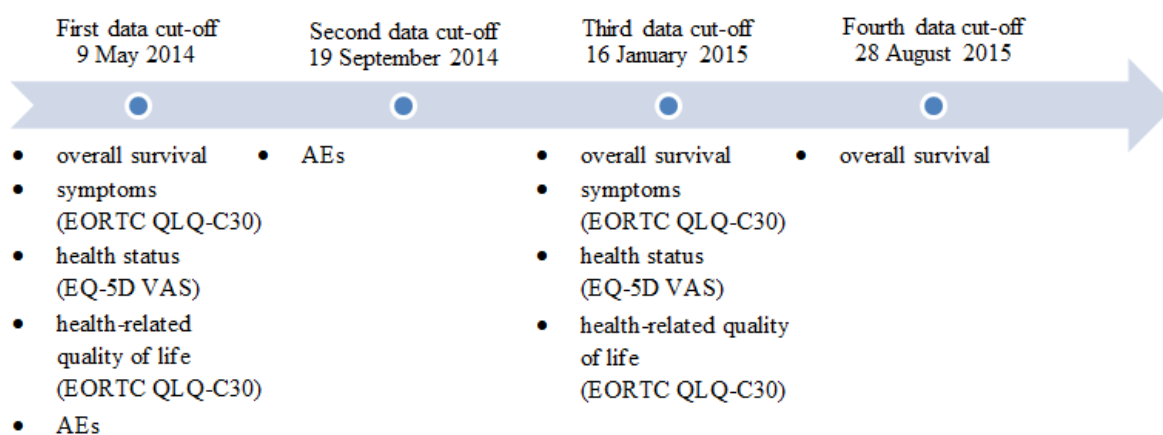 First data cut-off
9 May 2014
Second data cut-off
19 September 2014
Third data cut-off
16 January 2015
Fourth data cut-off
28 August 2015
• overall survival
• symptoms
(EORTC QLQ-C30)
• health status
(EQ-5D VAS)
• health-related
quality of life
(EORTC QLQ-C30)
• AEs
• AEs
• overall survival
• symptoms
(EORTC QLQ-C30)
• health status
(EQ-5D VAS)
• health-related quality
of life
(EORTC QLQ-C30)
• overall survival